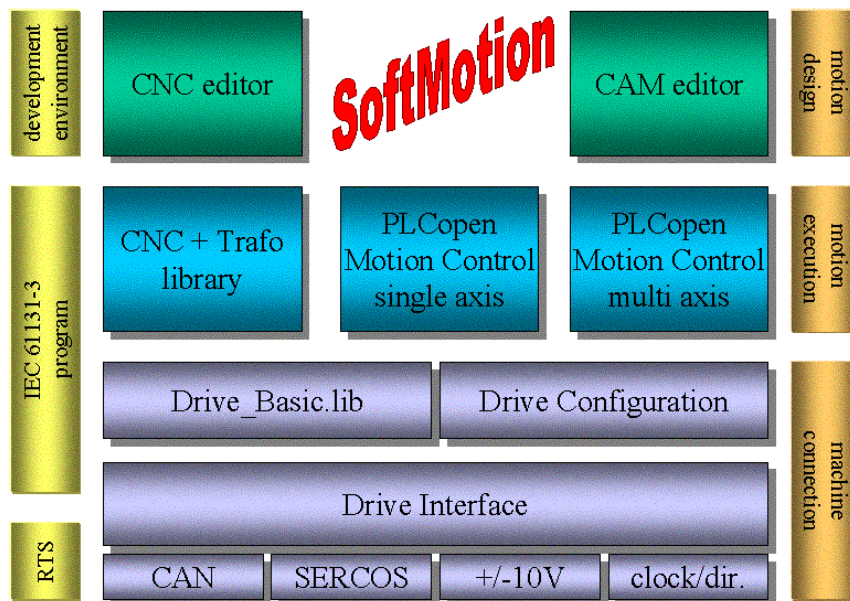 development
environment
CNC editor
SoftMotion
CAM editor
motion
design
IEC 61131-3
program
CNC + Trafo
library
PLCopen
Motion Control
single axis
PLCopen
Motion Control
multi axis
motion
execution
Drive_Basic.lib
Drive Configuration
machine
connection
Drive Interface
RTS
CAN
SERCOS
+/-10V
clock/dir.